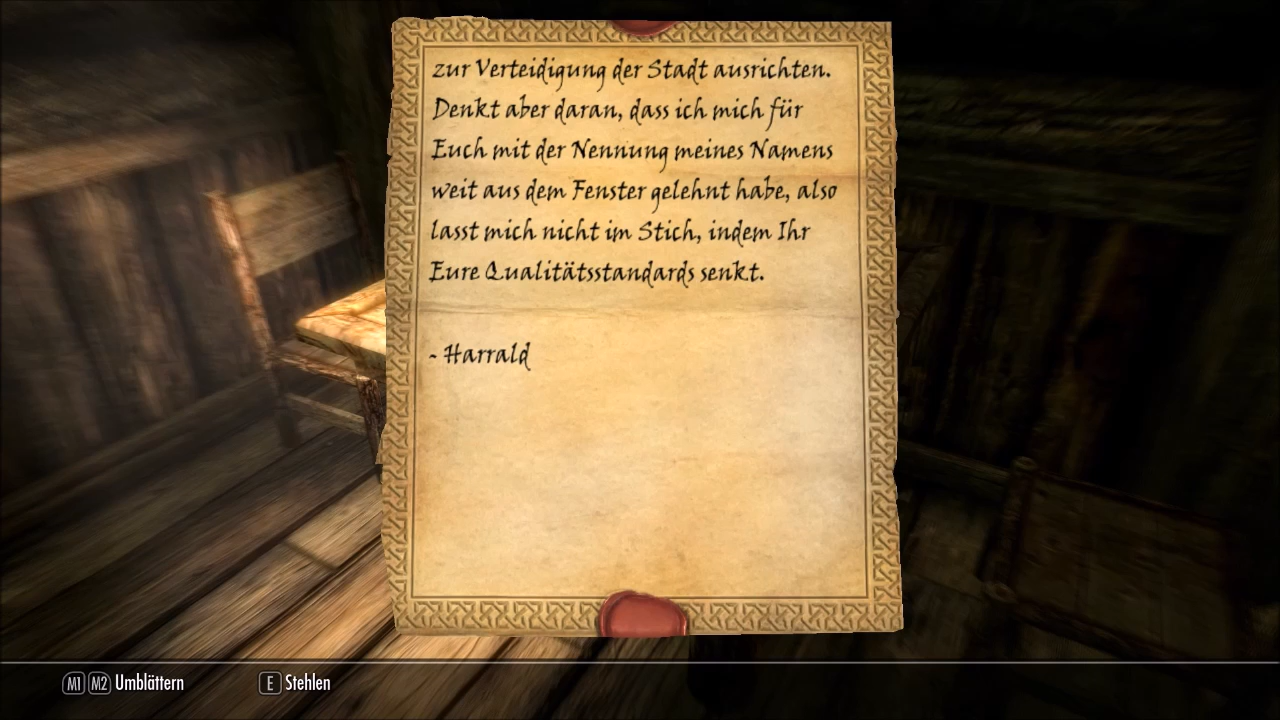 zur Verteidigung der Stadt ausrichten.
Denkt aber daran, dass ich mich für
Euch mit der Nennung meines Namens
weit aus dem Fenster gelehnt habe, also
lasst mich nicht im Stich, indem Ihr
Eure Qualitätsstandards senkt.
~ Harrald
M1 M2 Umblättern
E Stehlen